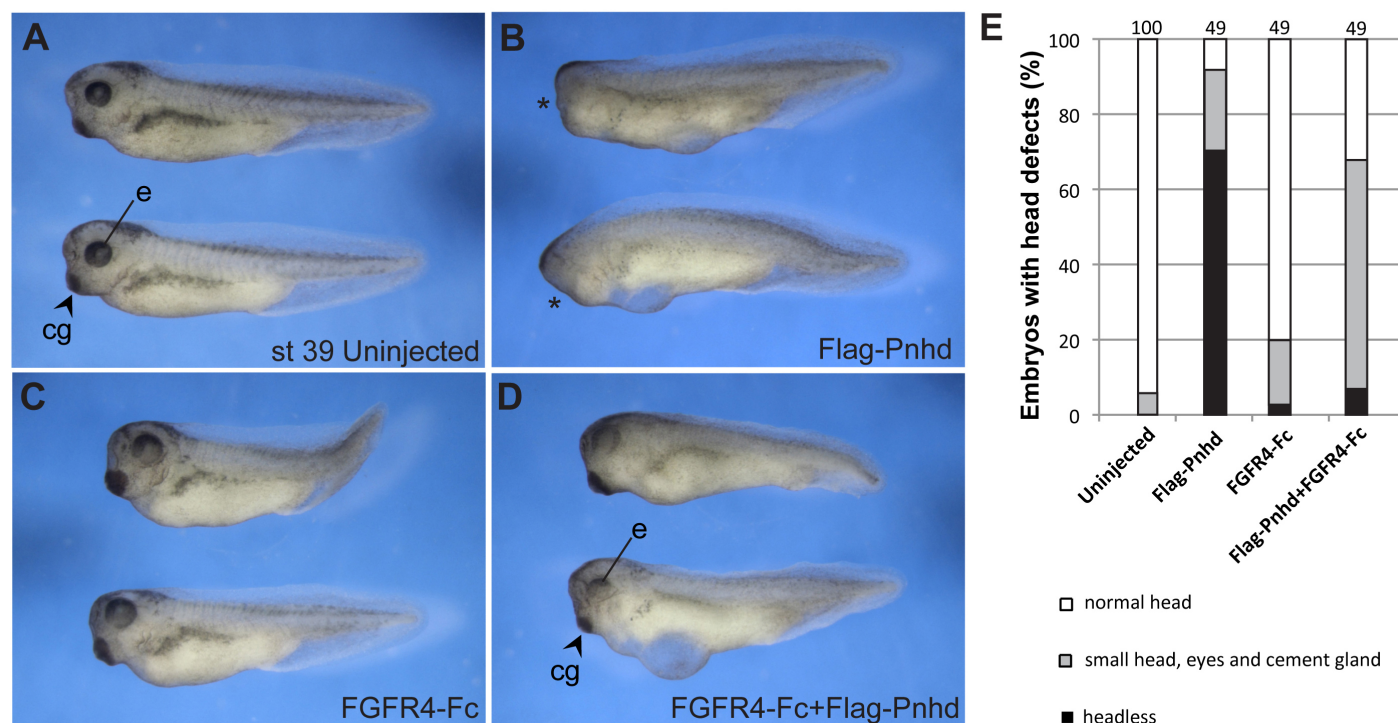 A
e
cg
st 39 Uninjected
B
*
*
Flag-Pnhd
C
FGFR4-Fc
D
e
cg
FGFR4-Fc+Flag-Pnhd
E
Embryos with head defects (%)
100
80
60
40
20
0
100 49 49 49
Uninjected
Flag-Pnhd
FGFR4-Fc
Flag-Pnhd+FGFR4-Fc
normal head
small head, eyes and cement gland
headless